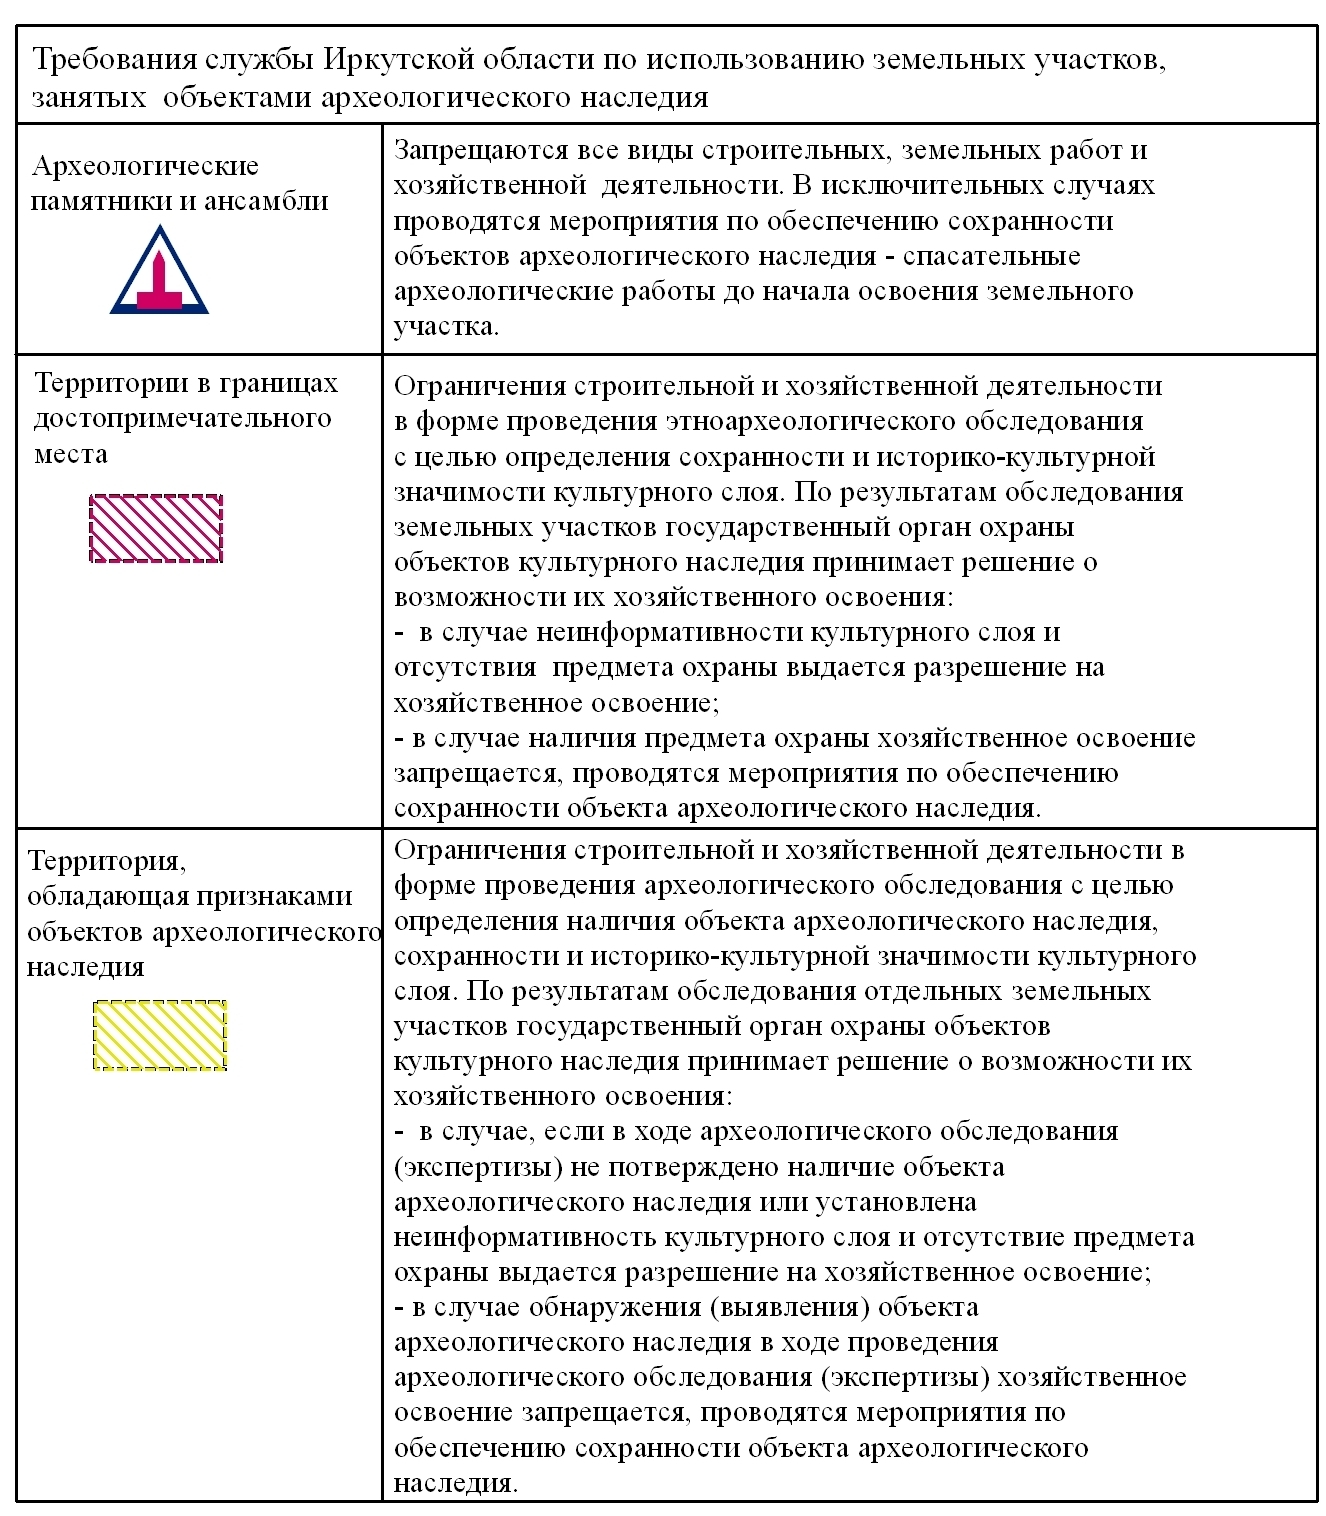 Требования службы Иркутской области по использованию земельных участков,
занятых  объектами археологического наследия
Археологические
памятники и ансамбли
Запрещаются все виды строительных, земельных работ и
хозяйственной  деятельности. В исключительных случаях
проводятся мероприятия по обеспечению сохранности
объектов археологического наследия - спасательные
археологические работы до начала освоения земельного
участка.
Территории в границах
достопримечательного
места
Ограничения строительной и хозяйственной деятельности
в форме проведения этноархеологического обследования
с целью определения сохранности и историко-культурной
значимости культурного слоя. По результатам обследования
земельных участков государственный орган охраны
объектов культурного наследия принимает решение о
возможности их хозяйственного освоения:
-  в случае неинформативности культурного слоя и
отсутствия  предмета охраны выдается разрешение на
хозяйственное освоение;
- в случае наличия предмета охраны хозяйственное освоение
запрещается, проводятся мероприятия по обеспечению
сохранности объекта археологического наследия.
Территория,
обладающая признаками
объектов археологического
наследия
Ограничения строительной и хозяйственной деятельности в
форме проведения археологического обследования с целью
определения наличия объекта археологического наследия,
сохранности и историко-культурной значимости культурного
слоя. По результатам обследования отдельных земельных
участков государственный орган охраны объектов
культурного наследия принимает решение о возможности их
хозяйственного освоения:
-  в случае, если в ходе археологического обследования
(экспертизы) не потверждено наличие объекта
археологического наследия или установлена
неинформативность культурного слоя и отсутствие предмета
охраны выдается разрешение на хозяйственное освоение;
- в случае обнаружения (выявления) объекта
археологического наследия в ходе проведения
археологического обследования (экспертизы) хозяйственное
освоение запрещается, проводятся мероприятия по
обеспечению сохранности объекта археологического
наследия.